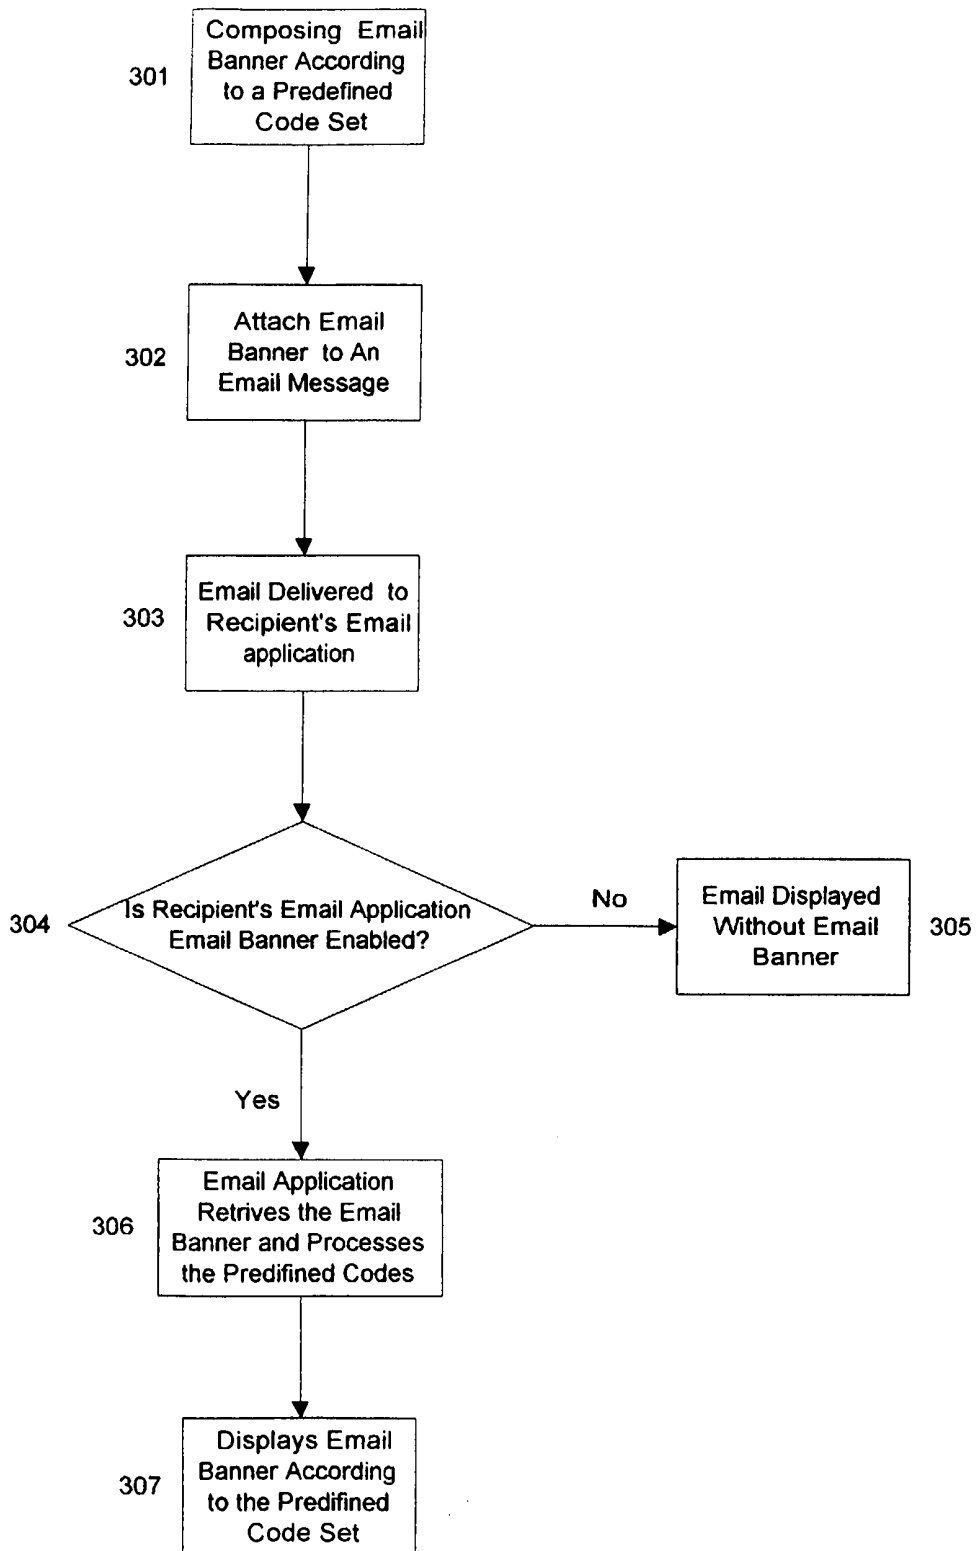 Composing Email
Banner According
to a Predefined
Code Set
301
Attach Email
Banner to An
Email Message
302
Email Delivered to
Recipient's Email
application
303
Is Recipient's Email Application
Email Banner Enabled?
304
No
Email Displayed
Without Email
Banner
305
Yes
Email Application
Retrives the Email
Banner and Processes
the Predifined Codes
306
Displays Email
Banner According
to the Predifined
Code Set
307